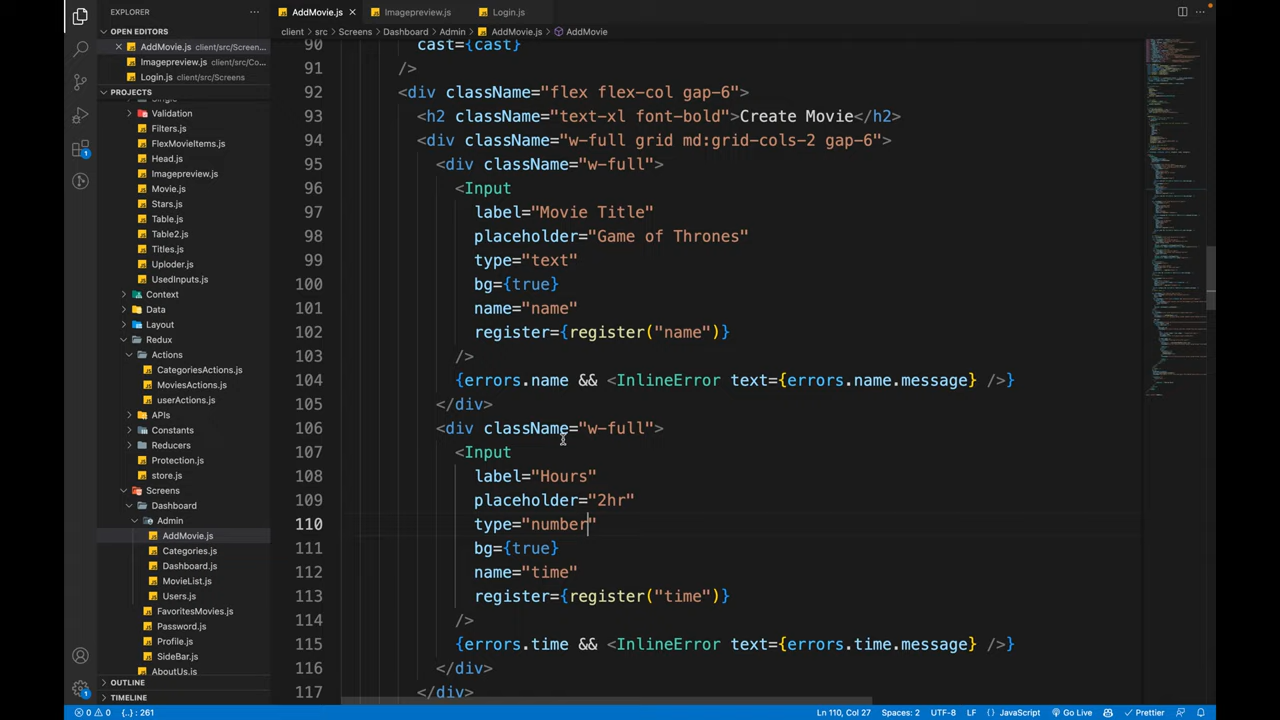 EXPLORER
...
AddMovie.js
Imagepreview.js
Login.js
OPEN EDITORS
client > src > Screens > Dashboard > Admin > AddMovie.js > AddMovie
AddMovie.js client/src/Screen...
Imagepreview.js client/src/Co...
Login.js client/src/Screens
PROJECTS
Validation
Filters.js
FlexMovieItems.js
Head.js
Imagepreview.js
Movie.js
Stars.js
Table.js
Table2.js
Titles.js
Uploder.js
UsedInputs.js
Context
Data
Layout
Redux
Actions
CategoriesActions.js
MoviesActions.js
userActions.js
APIs
Constants
Reducers
Protection.js
store.js
Screens
Dashboard
Admin
AddMovie.js
Categories.js
Dashboard.js
MovieList.js
Users.js
FavoritesMovies.js
Password.js
Profile.js
SideBar.js
AboutUs.js
OUTLINE
TIMELINE
90 cast={cast}
91 />
92 <div className="flex flex-col gap-6">
93 <h2 className="text-xl font-bold">Create Movie</h2>
94 <div className="w-full grid md:grid-cols-2 gap-6">
95 <div className="w-full">
96 <Input
97 label="Movie Title"
98 placeholder="Game of Thrones"
99 type="text"
100 bg={true}
101 name="name"
102 register={register("name")}
103 />
104 {errors.name && <InlineError text={errors.name.message} />}
105 </div>
106 <div className="w-full">
107 <Input
108 label="Hours"
109 placeholder="2hr"
110 type="number"
111 bg={true}
112 name="time"
113 register={register("time")}
114 />
115 {errors.time && <InlineError text={errors.time.message} />}
116 </div>
117 </div>
0 0 {..} : 261
Ln 110, Col 27 Spaces: 2 UTF-8 LF {} JavaScript Go Live Prettier